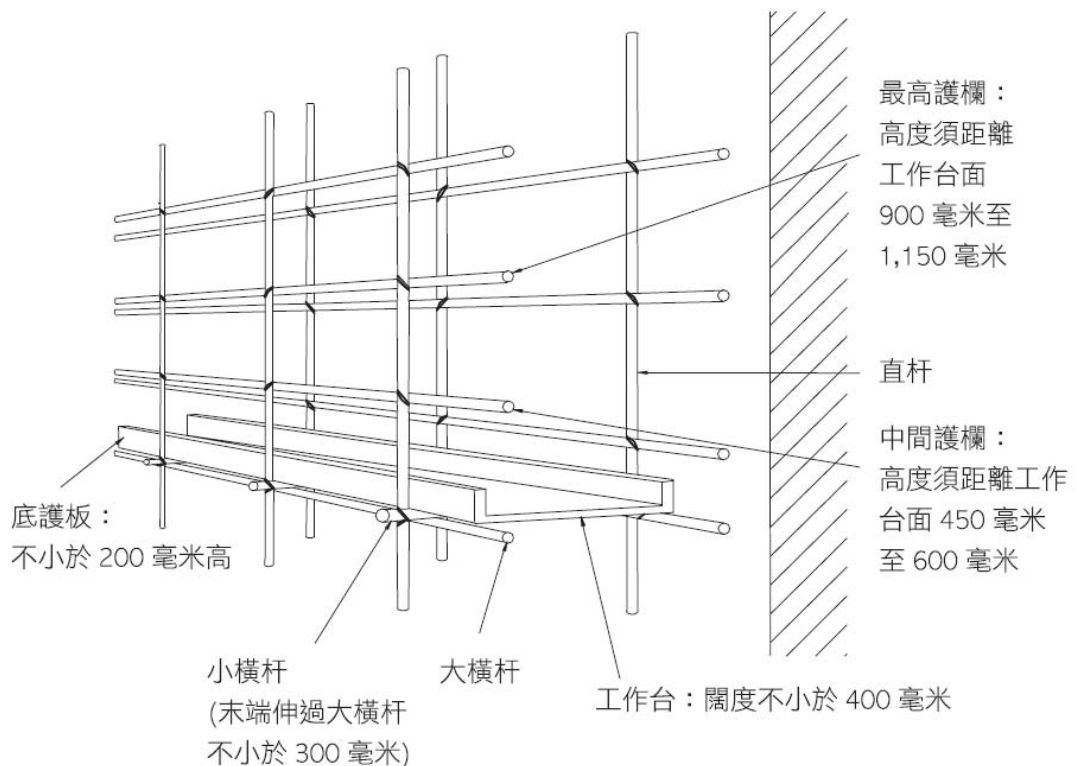 最高護欄：
高度須距離
工作台面
900 毫米至
1,150 毫米
直杆
中間護欄：
高度須距離工作
台面 450 毫米
至 600 毫米
底護板：
不小於 200 毫米高
小橫杆
(末端伸過大橫杆
不小於 300 毫米)
大橫杆
工作台：闊度不小於 400 毫米